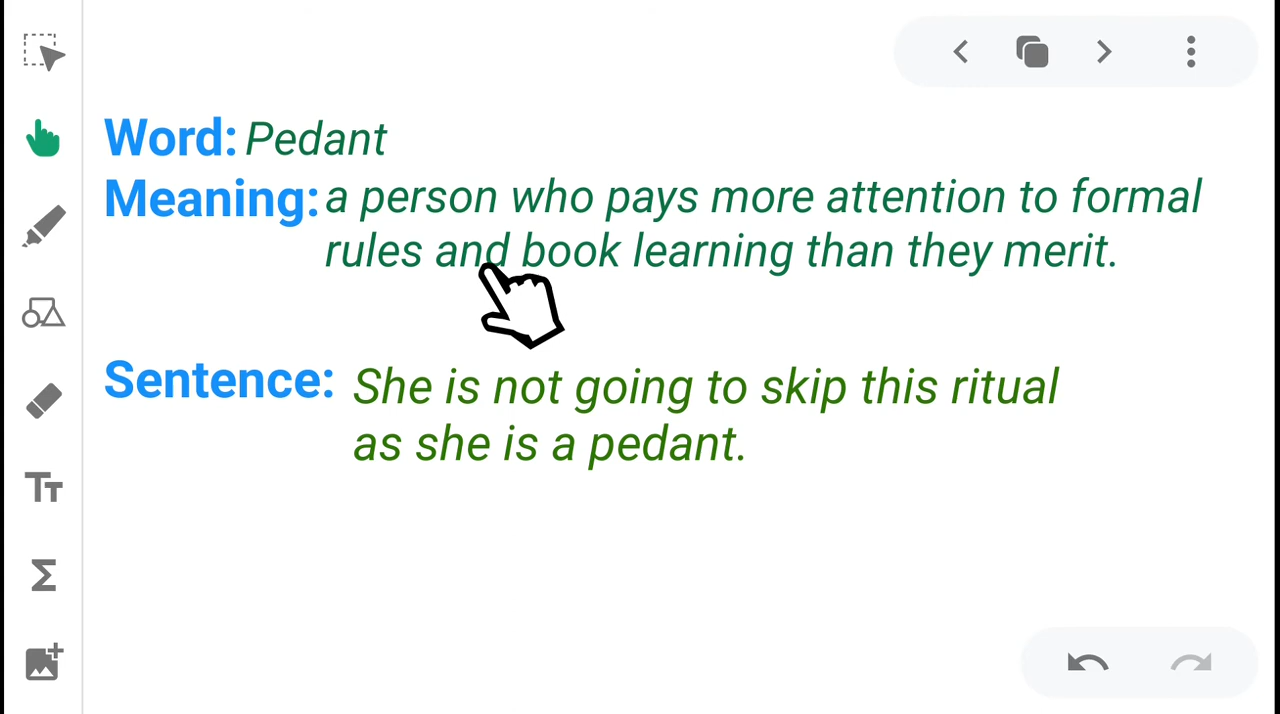 Word: Pedant
Meaning: a person who pays more attention to formal
rules and book learning than they merit.
Sentence: She is not going to skip this ritual
as she is a pedant.